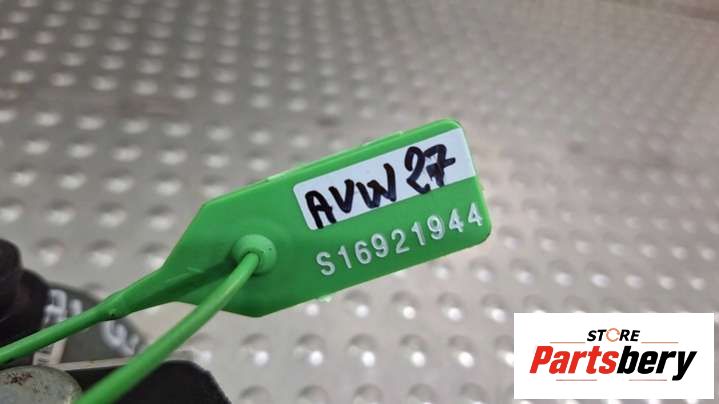 AVW 27
S16921944
STORE
Partsbery